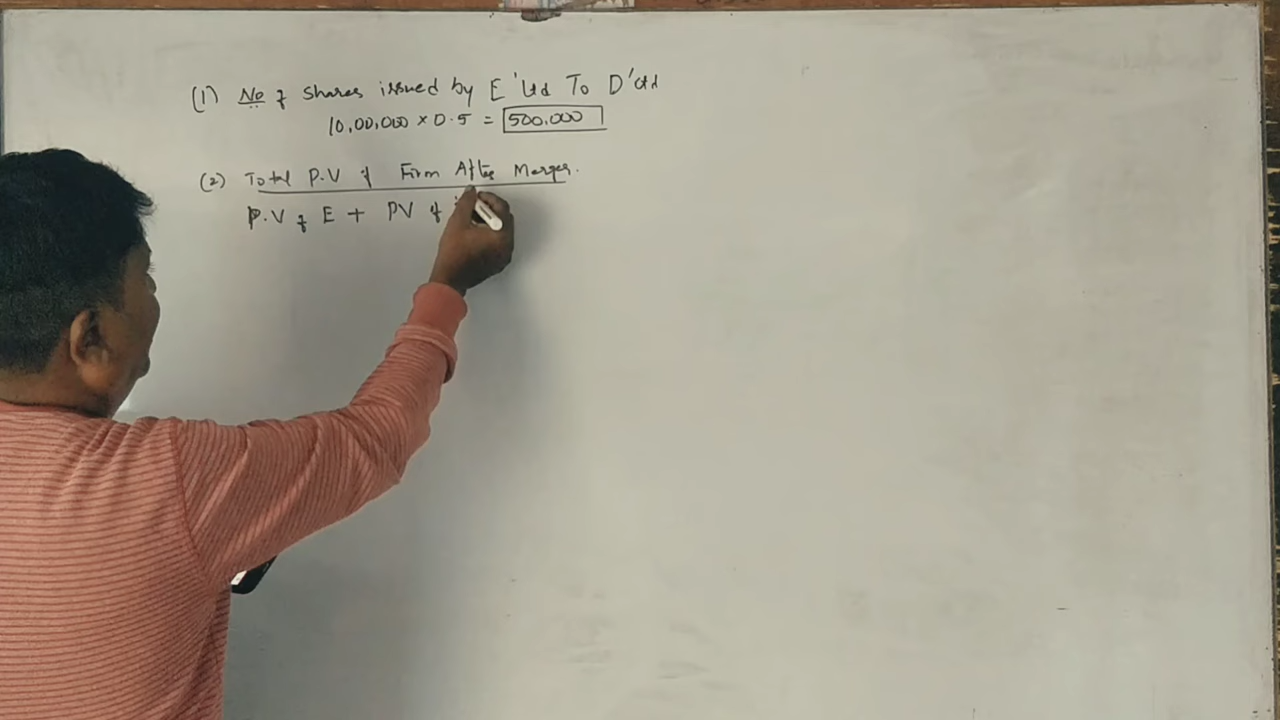 (1) No of shares issued by E'Ltd To D'Ltd
10,00,000 × 0.5 = 500,000
(2) Total P.V of Firm After Merger.
P.V of E + PV of